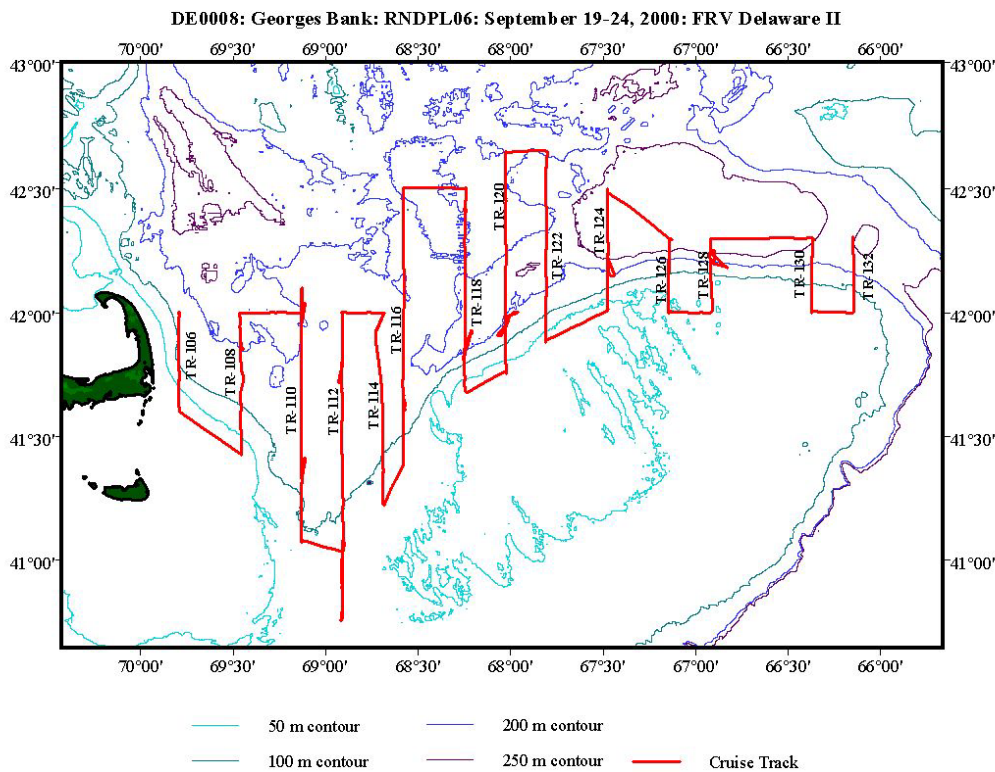 DE0008: Georges Bank: RNDPL06: September 19-24, 2000: FRV Delaware II
70°00' 69°30' 69°00' 68°30' 68°00' 67°30' 67°00' 66°30' 66°00'
43°00' 43°00'
42°30' 42°30'
42°00' 42°00'
41°30' 41°30'
41°00' 41°00'
TR-106
TR-108
TR-110
TR-112
TR-114
TR-116
TR-118
TR-120
TR-122
TR-124
TR-126
TR-128
TR-130
TR-132
70°00' 69°30' 69°00' 68°30' 68°00' 67°30' 67°00' 66°30' 66°00'
50 m contour 200 m contour
100 m contour 250 m contour Cruise Track